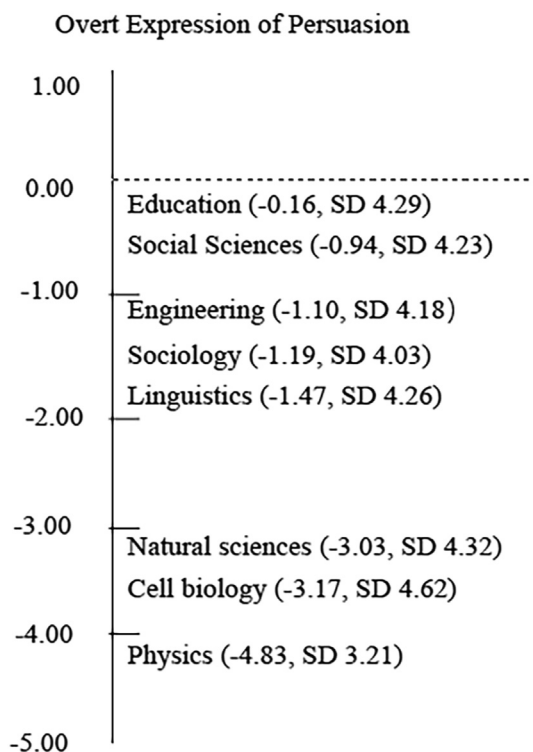 Overt Expression of Persuasion
1.00
0.00
Education (-0.16, SD 4.29)
Social Sciences (-0.94, SD 4.23)
-1.00
Engineering (-1.10, SD 4.18)
Sociology (-1.19, SD 4.03)
Linguistics (-1.47, SD 4.26)
-2.00
-3.00
Natural sciences (-3.03, SD 4.32)
Cell biology (-3.17, SD 4.62)
-4.00
Physics (-4.83, SD 3.21)
-5.00